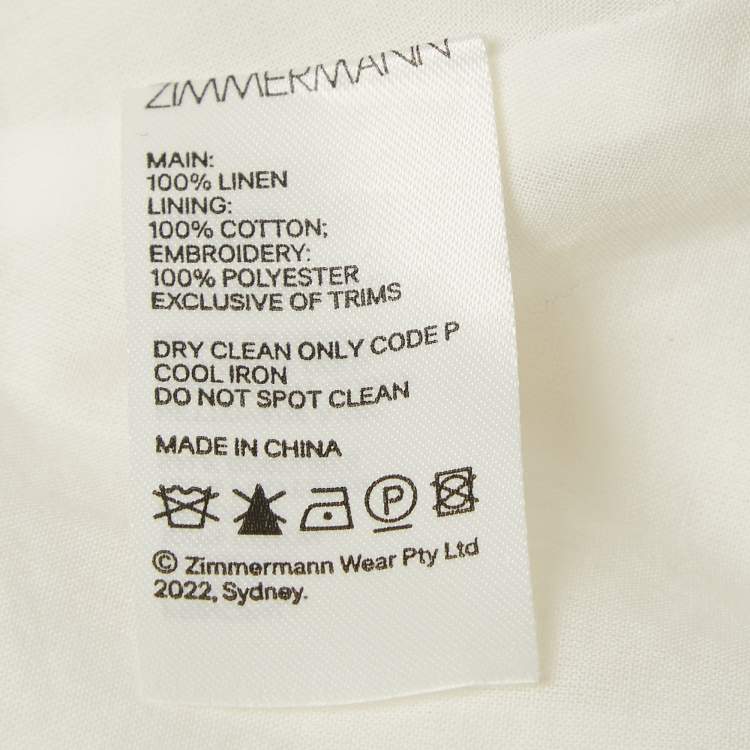 ZIMMERMANN
MAIN:
100% LINEN
LINING:
100% COTTON;
EMBROIDERY:
100% POLYESTER
EXCLUSIVE OF TRIMS
DRY CLEAN ONLY CODE P
COOL IRON
DO NOT SPOT CLEAN
MADE IN CHINA
P
© Zimmermann Wear Pty Ltd
2022, Sydney.